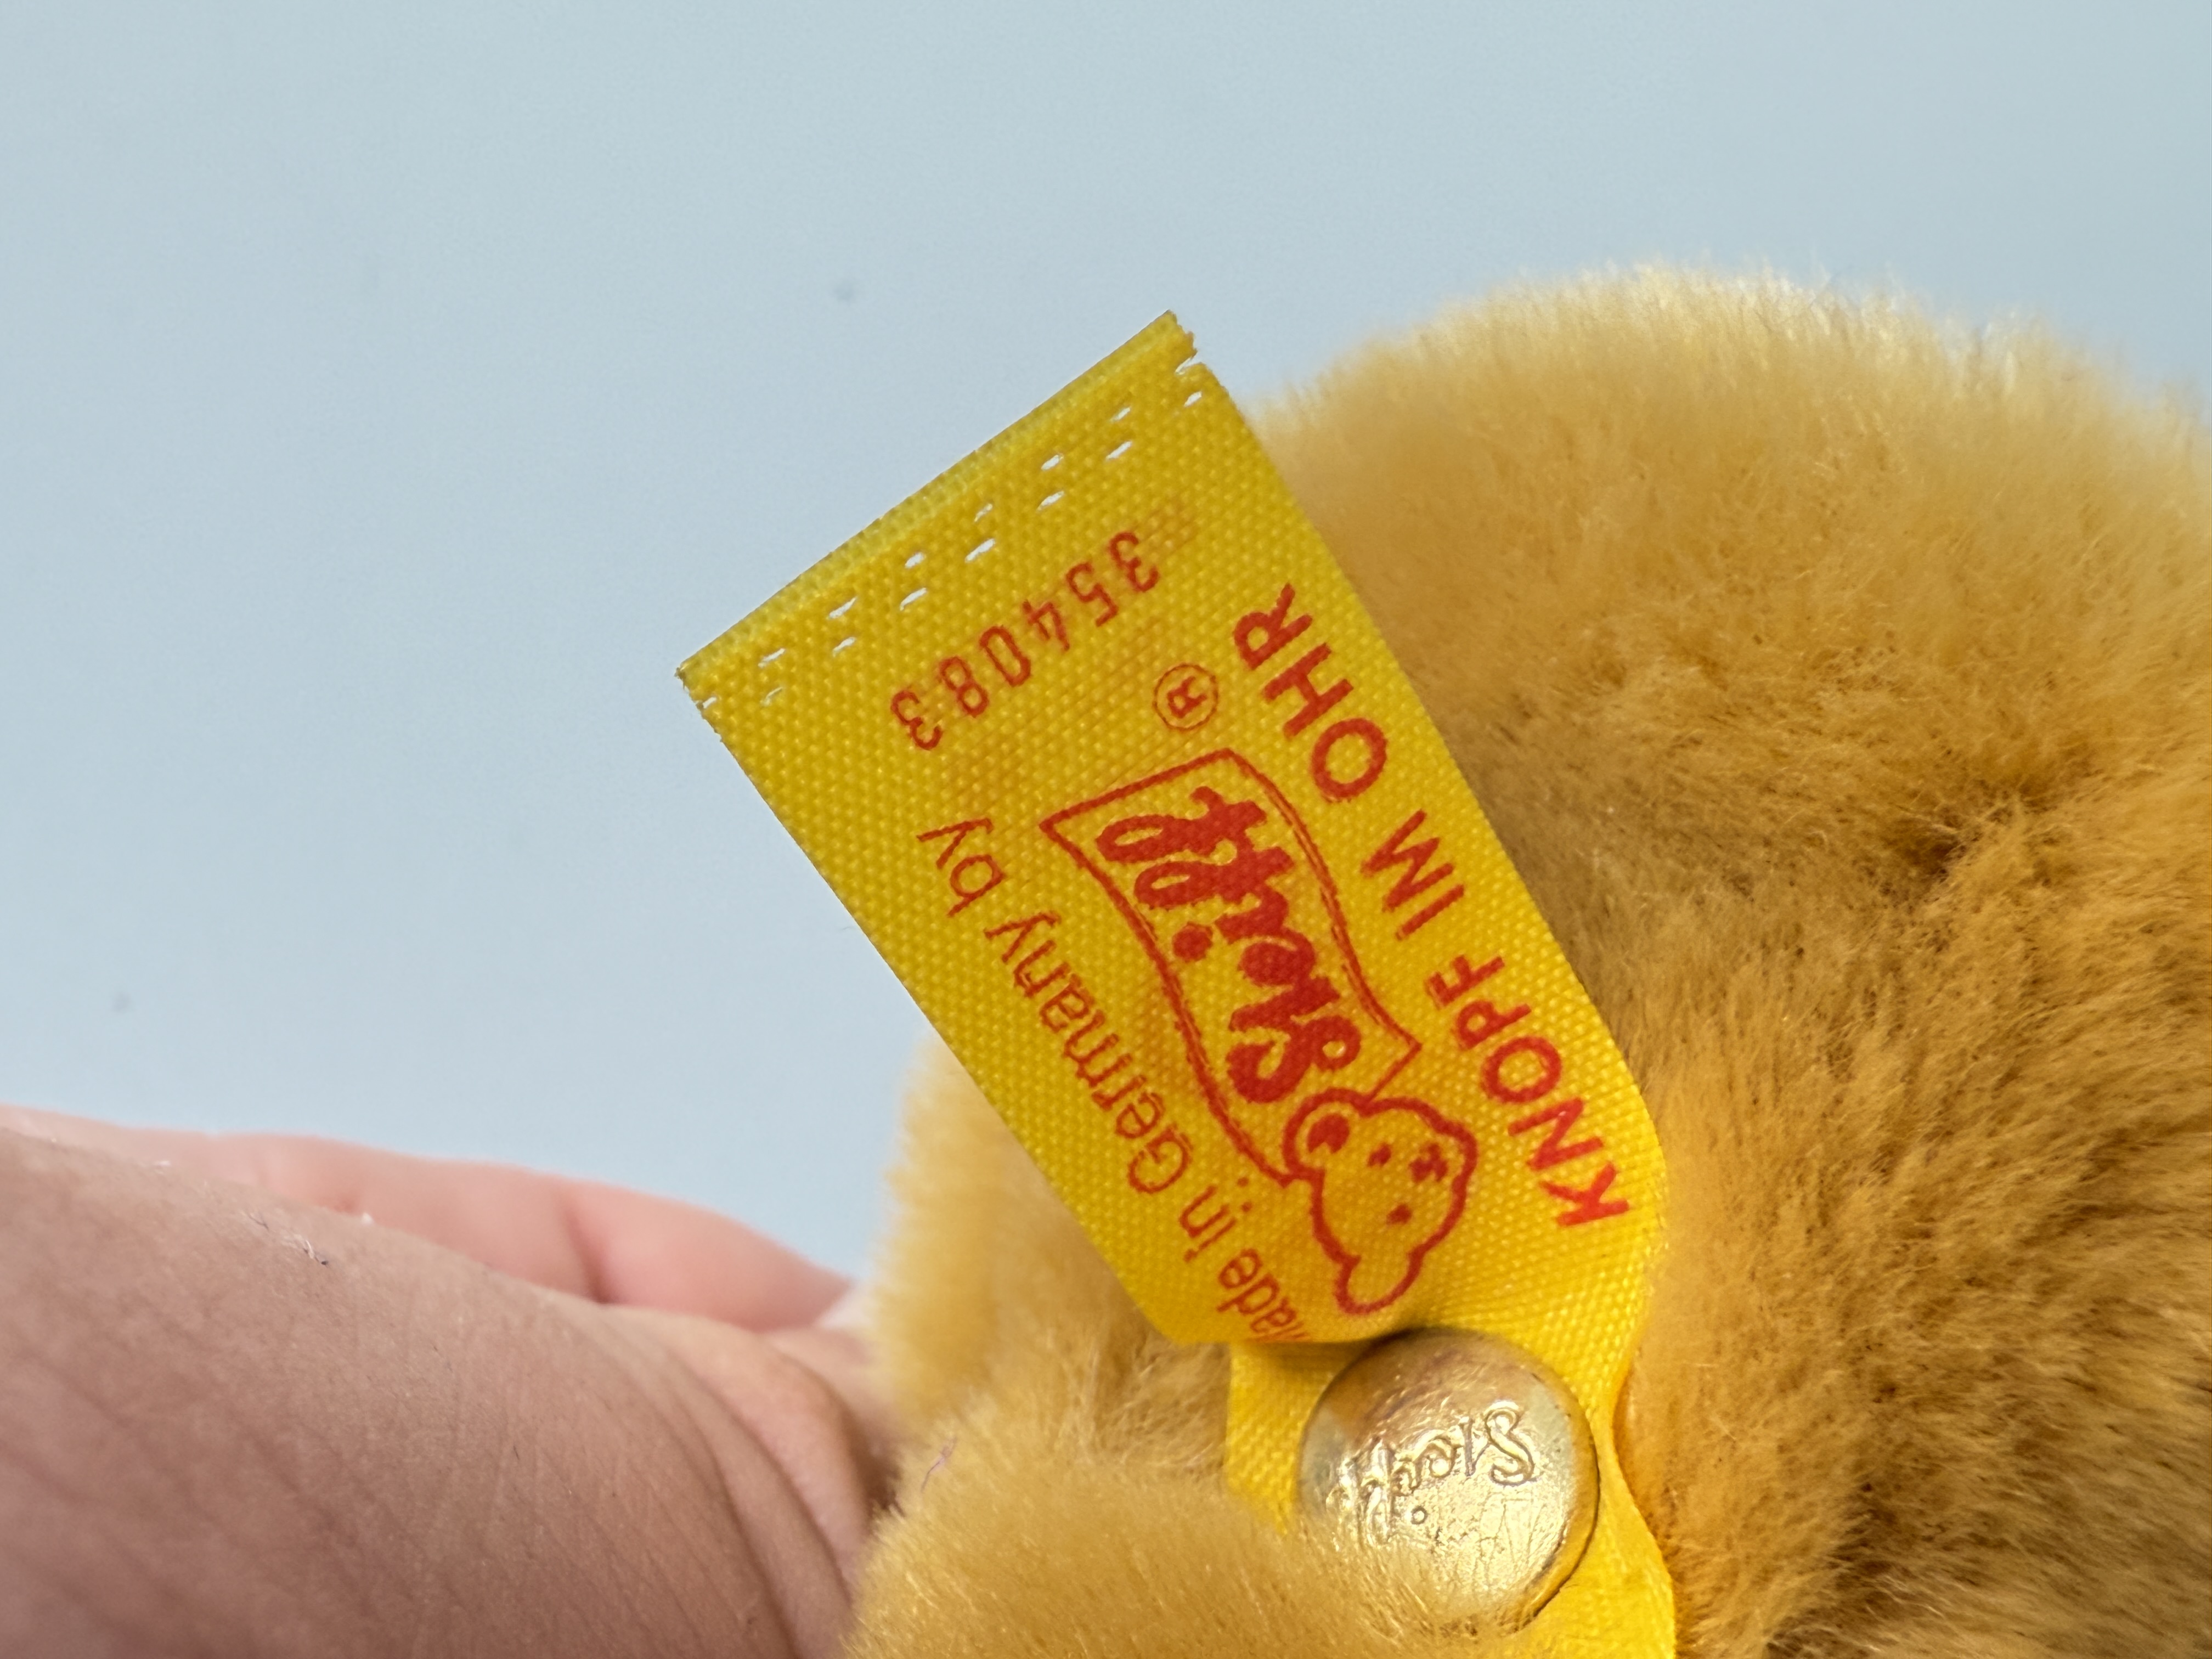 Made in Germany by
Steiff ®
KNOPF IM OHR
354083
Steiff